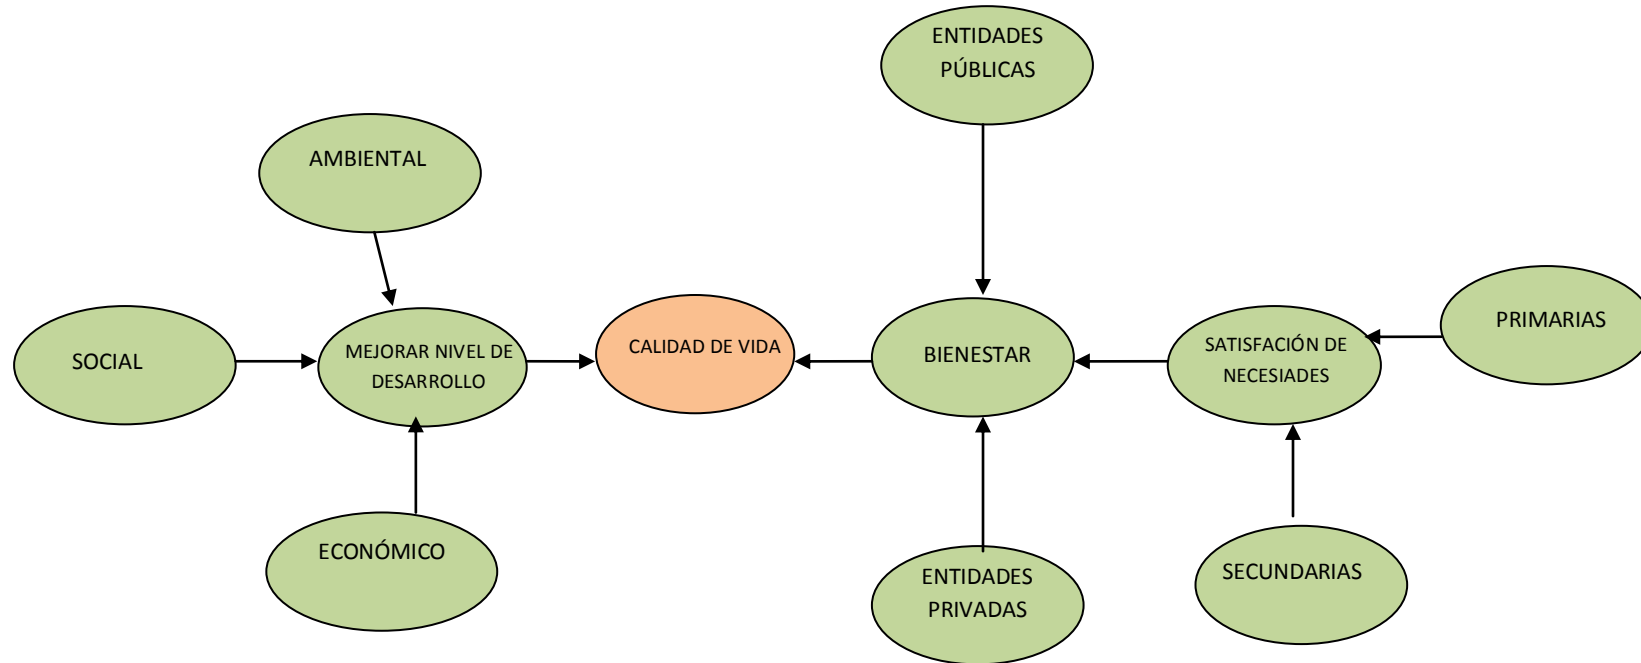 ENTIDADES
PÚBLICAS
AMBIENTAL
SOCIAL
MEJORAR NIVEL DE
DESARROLLO
CALIDAD DE VIDA
BIENESTAR
SATISFACIÓN DE
NECESIADES
PRIMARIAS
ECONÓMICO
ENTIDADES
PRIVADAS
SECUNDARIAS